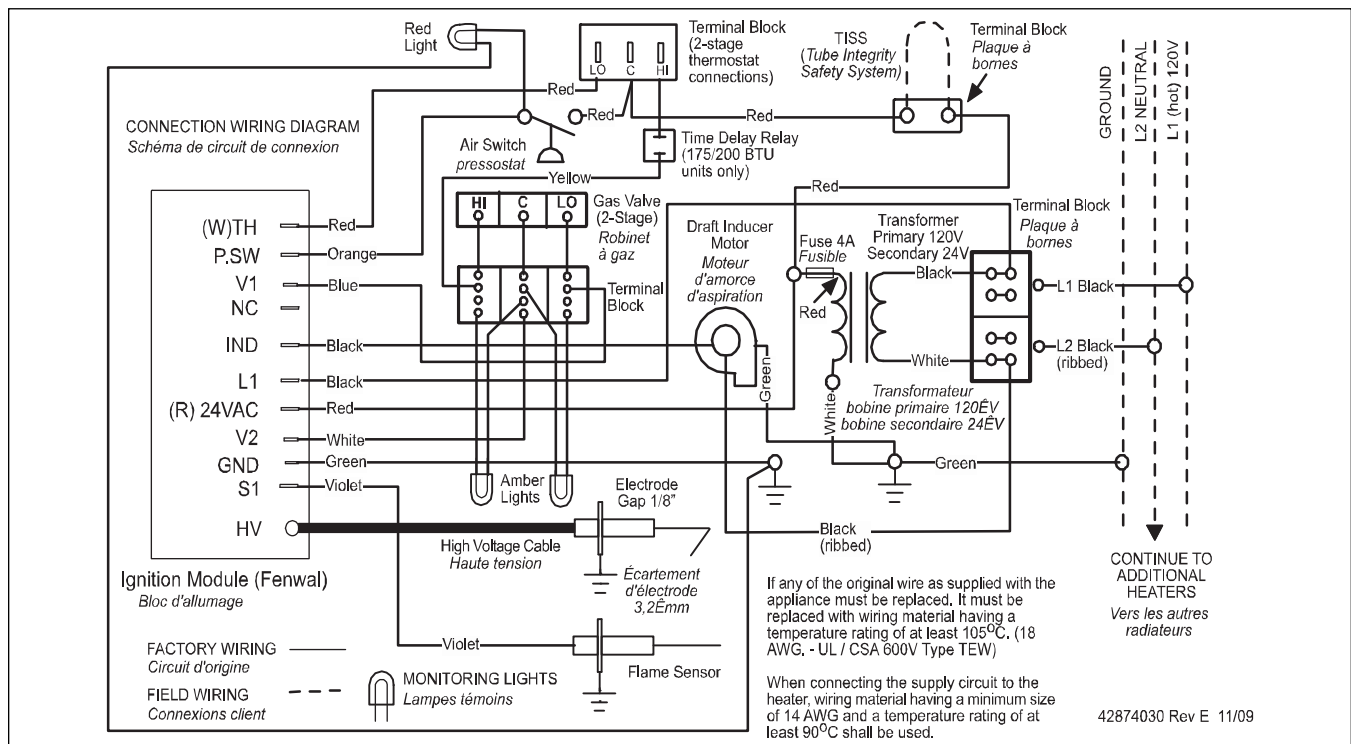 Red
Light
Terminal Block
(2-stage
thermostat
connections)
LO
C
HI
TISS
(Tube Integrity
Safety System)
Terminal Block
Plaque à
bornes
GROUND
L2 NEUTRAL
L1 (hot) 120V
Red
Red
Red
CONNECTION WIRING DIAGRAM
Schéma de circuit de connexion
Air Switch
pressostat
Time Delay Relay
(175/200 BTU
units only)
Yellow
Red
HI
C
LO
Gas Valve
(2-Stage)
Robinet
à gaz
Terminal
Block
Draft Inducer
Motor
Moteur
d'amorce
d'aspiration
Fuse 4A
Fusible
Red
Transformer
Primary 120V
Secondary 24V
Terminal Block
Plaque à
bornes
Black
White
L1 Black
L2 Black
(ribbed)
Transformateur
bobine primaire 120ÊV
bobine secondaire 24ÊV
(W)TH
Red
P.SW
Orange
V1
Blue
NC
IND
Black
L1
Black
(R) 24VAC
Red
V2
White
GND
Green
S1
Violet
HV
Green
White
Green
Amber
Lights
Electrode
Gap 1/8"
High Voltage Cable
Haute tension
Écartement
d'électrode
3,2Êmm
Black
(ribbed)
CONTINUE TO
ADDITIONAL
HEATERS
Vers les autres
radiateurs
Ignition Module (Fenwal)
Bloc d'allumage
FACTORY WIRING
Circuit d'origine
FIELD WIRING
Connexions client
MONITORING LIGHTS
Lampes témoins
Violet
Flame Sensor
If any of the original wire as supplied with the
appliance must be replaced. It must be
replaced with wiring material having a
temperature rating of at least 105°C. (18
AWG. - UL / CSA 600V Type TEW)
When connecting the supply circuit to the
heater, wiring material having a minimum size
of 14 AWG and a temperature rating of at
least 90°C shall be used.
42874030 Rev E 11/09